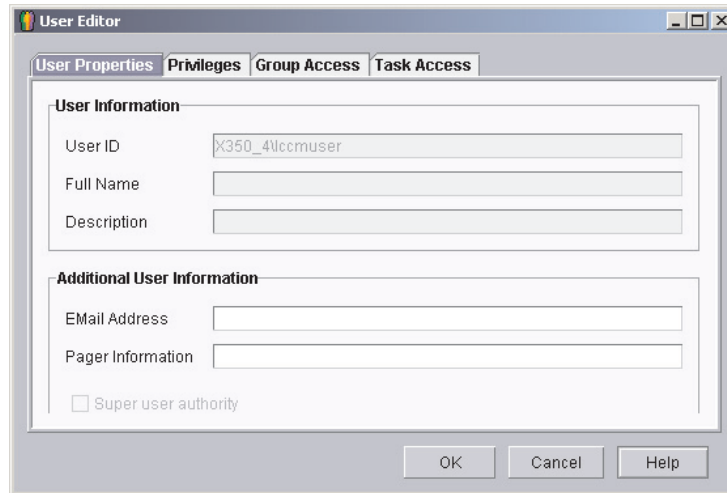 User Editor
User Properties Privileges Group Access Task Access
User Information
User ID X350_4\lccmuser
Full Name
Description
Additional User Information
EMail Address
Pager Information
Super user authority
OK Cancel Help